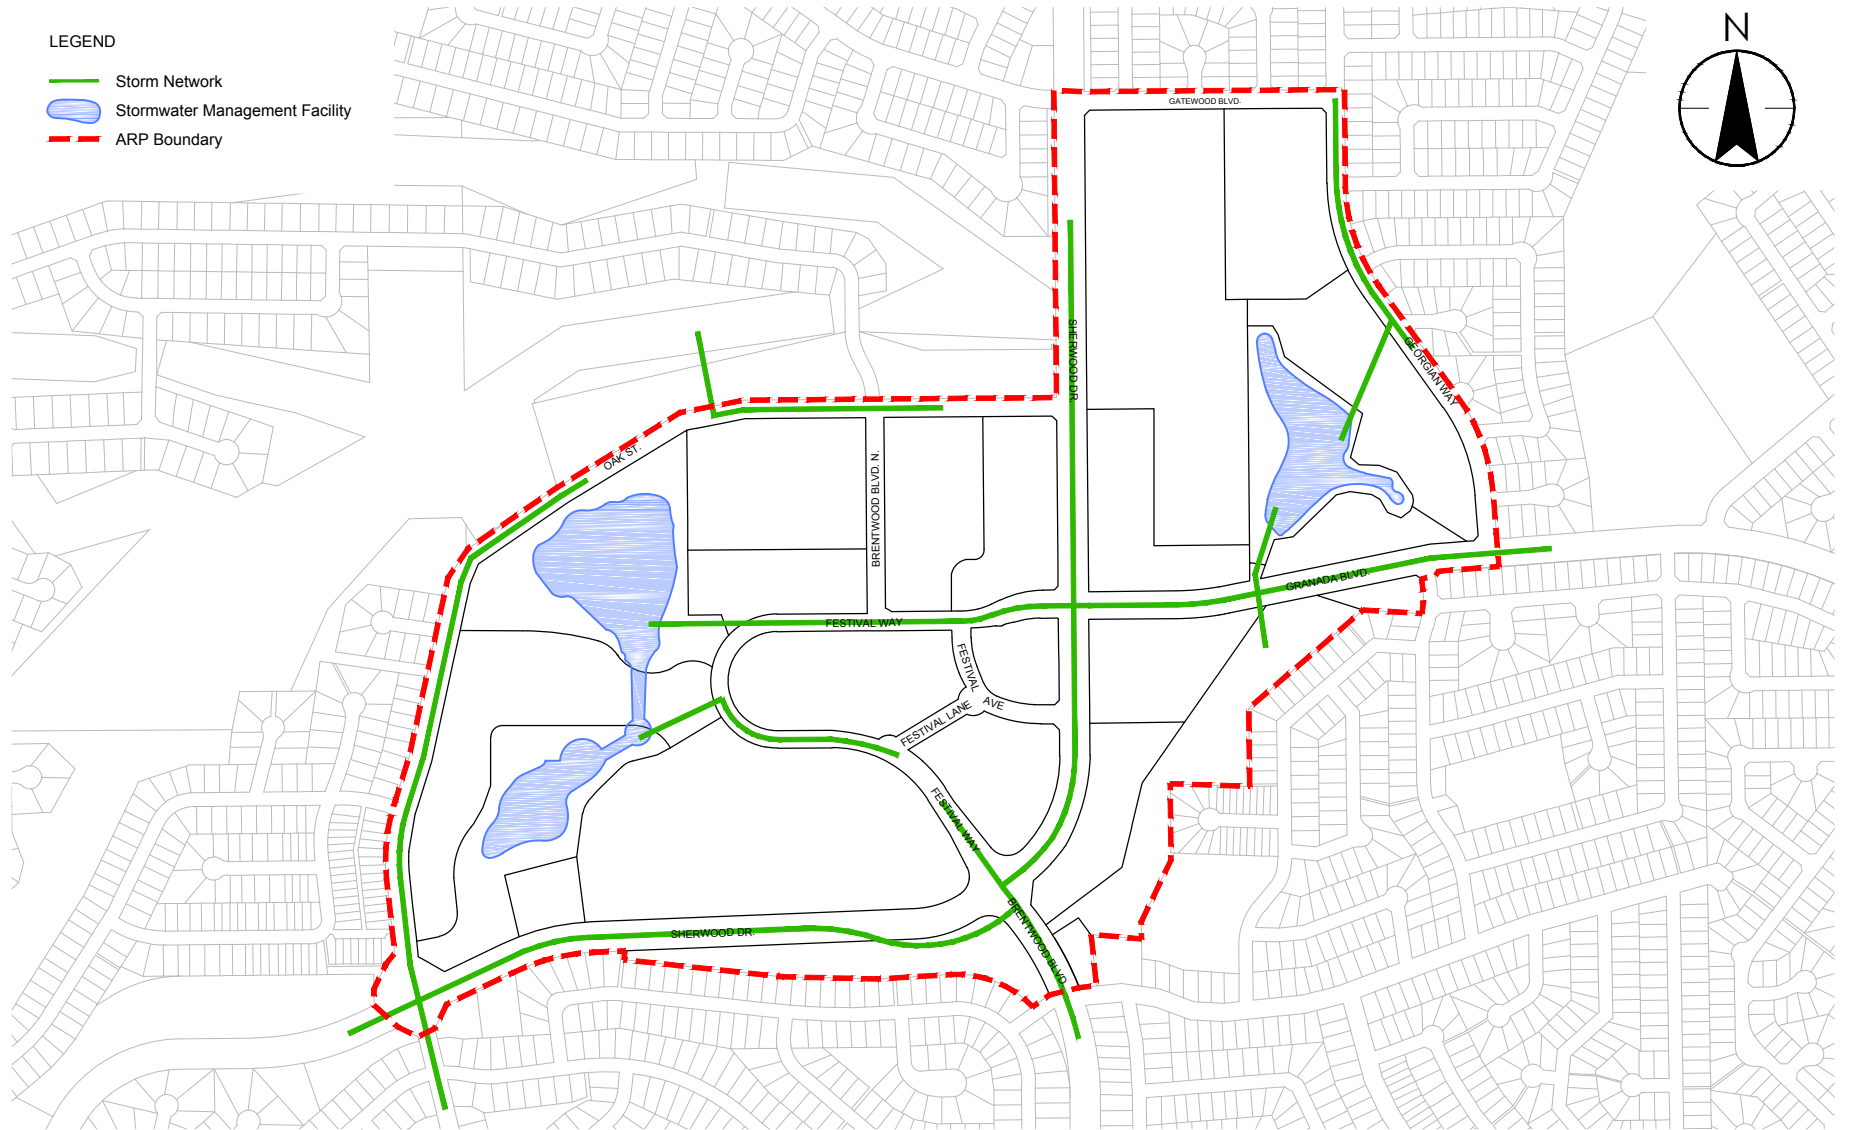 N
LEGEND
Storm Network
Stormwater Management Facility
ARP Boundary
GATEWOOD BLVD.
SHERWOOD DR.
GEORGIAN WAY
OAK ST.
BRENTWOOD BLVD. N.
GRANADA BLVD.
FESTIVAL WAY
FESTIVAL
AVE
FESTIVAL LANE
FESTIVAL WAY
BRENTWOOD BLVD.
SHERWOOD DR.